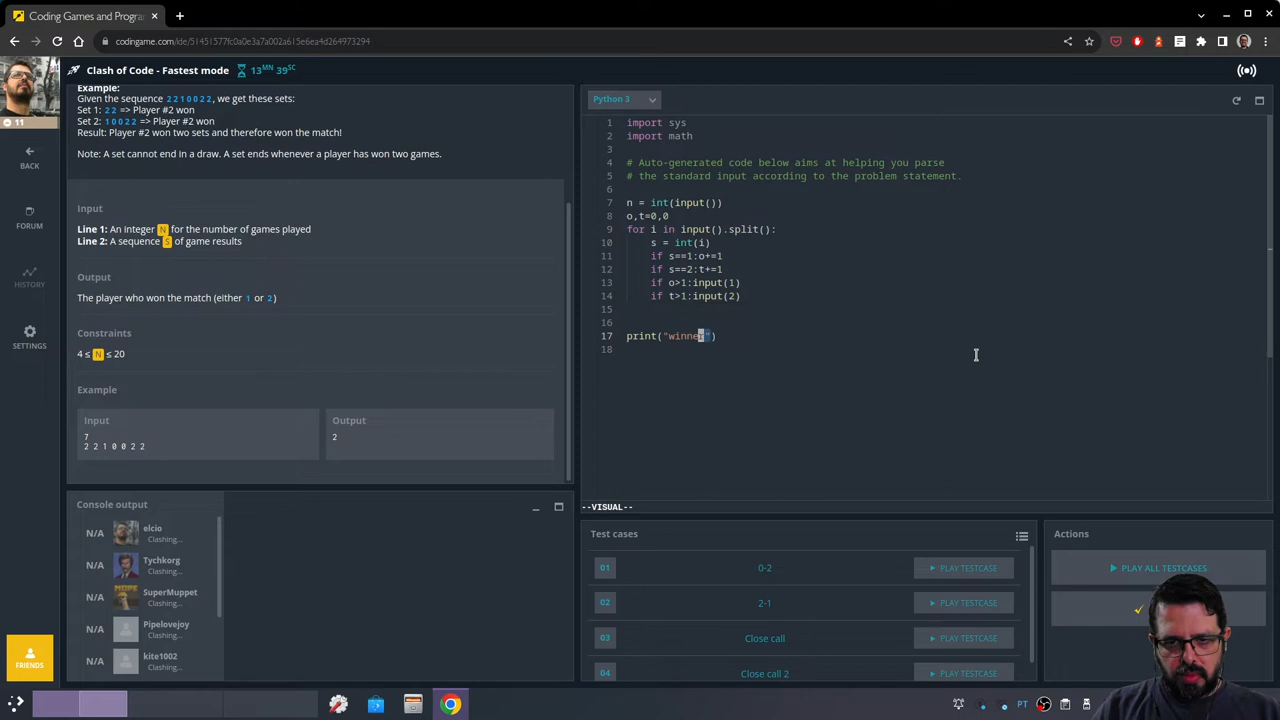 Coding Games and Progra
codingame.com/ide/51451577fc0a0e3a7a002a615e6ea4d264973294
11
BACK
FORUM
HISTORY
SETTINGS
FRIENDS
Clash of Code - Fastest mode 13MN 39SC
Example:
Given the sequence 2 2 1 0 0 2 2, we get these sets:
Set 1: 2 2 => Player #2 won
Set 2: 1 0 0 2 2 => Player #2 won
Result: Player #2 won two sets and therefore won the match!
Note: A set cannot end in a draw. A set ends whenever a player has won two games.
Input
Line 1: An integer N for the number of games played
Line 2: A sequence S of game results
Output
The player who won the match (either 1 or 2)
Constraints
4 ≤ N ≤ 20
Example
Input
7
2 2 1 0 0 2 2
Output
2
Console output
N/A elcio
Clashing...
N/A Tychkorg
Clashing...
N/A SuperMuppet
Clashing...
N/A Pipelovejoy
Clashing...
N/A kite1002
Clashing...
Python 3
1 import sys
2 import math
3
4 # Auto-generated code below aims at helping you parse
5 # the standard input according to the problem statement.
6
7 n = int(input())
8 o,t=0,0
9 for i in input().split():
10 s = int(i)
11 if s==1:o+=1
12 if s==2:t+=1
13 if o>1:input(1)
14 if t>1:input(2)
15
16
17 print("winner")
18
--VISUAL--
Test cases
01 0-2 PLAY TESTCASE
02 2-1 PLAY TESTCASE
03 Close call PLAY TESTCASE
04 Close call 2 PLAY TESTCASE
Actions
PLAY ALL TESTCASES
PT